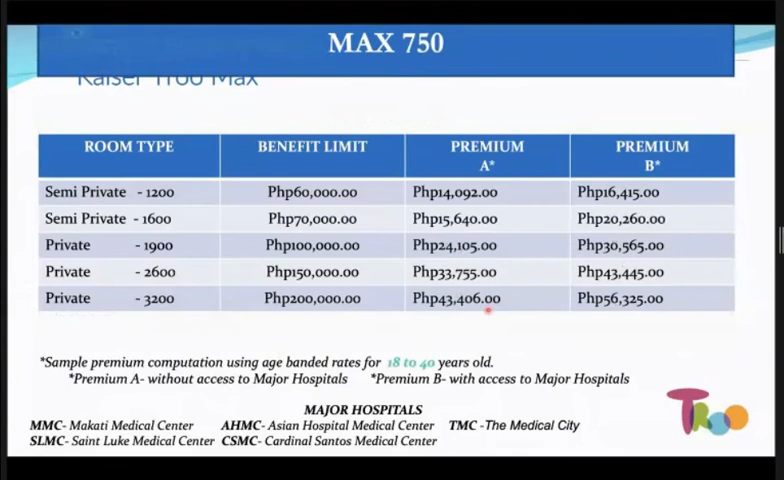 MAX 750
Kaiser Troo Max
ROOM TYPE BENEFIT LIMIT PREMIUM A* PREMIUM B*
Semi Private - 1200 Php60,000.00 Php14,092.00 Php16,415.00
Semi Private - 1600 Php70,000.00 Php15,640.00 Php20,260.00
Private - 1900 Php100,000.00 Php24,105.00 Php30,565.00
Private - 2600 Php150,000.00 Php33,755.00 Php43,445.00
Private - 3200 Php200,000.00 Php43,406.00 Php56,325.00
*Sample premium computation using age banded rates for 18 to 40 years old.
*Premium A- without access to Major Hospitals *Premium B- with access to Major Hospitals
MAJOR HOSPITALS
MMC- Makati Medical Center AHMC- Asian Hospital Medical Center TMC -The Medical City
SLMC- Saint Luke Medical Center CSMC- Cardinal Santos Medical Center
Troo